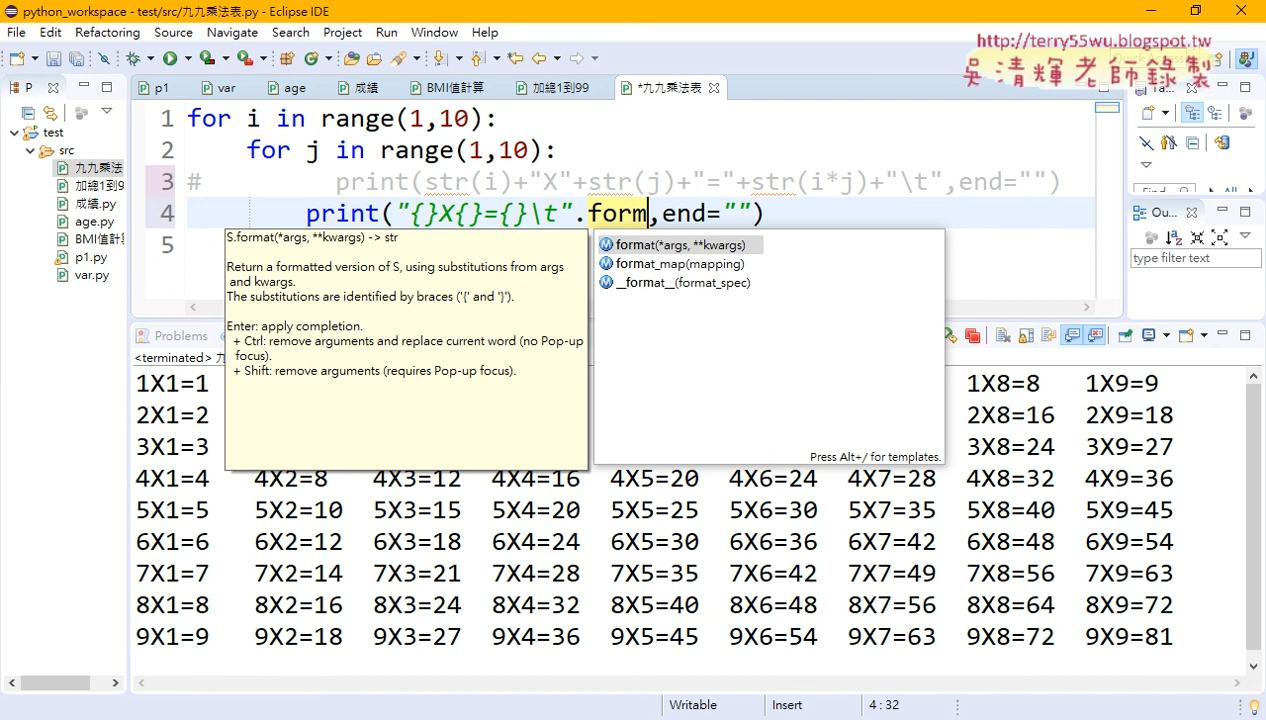 python_workspace - test/src/九九乘法表.py - Eclipse IDE
File Edit Refactoring Source Navigate Search Project Run Window Help
http://terry55wu.blogspot.tw
吳清輝老師錄製
P
p1 var age 成績 BMI值計算 加總1到99 *九九乘法表
test
src
九九乘法
加總1到9
成績.py
age.py
BMI值計
p1.py
var.py
1 for i in range(1,10):
2 for j in range(1,10):
3 # print(str(i)+"X"+str(j)+"="+str(i*j)+"\t",end="")
4 print("{}X{}={}\t".form,end="")
5
S.format(*args, **kwargs) -> str
Return a formatted version of S, using substitutions from args
and kwargs.
The substitutions are identified by braces ('{' and '}').
Enter: apply completion.
+ Ctrl: remove arguments and replace current word (no Pop-up
focus).
+ Shift: remove arguments (requires Pop-up focus).
format(*args, **kwargs)
format_map(mapping)
__format__(format_spec)
Press Alt+/ for templates.
Ou...
type filter text
Problems
<terminated> 九
1X1=1 1X8=8 1X9=9
2X1=2 2X8=16 2X9=18
3X1=3 3X8=24 3X9=27
4X1=4 4X2=8 4X3=12 4X4=16 4X5=20 4X6=24 4X7=28 4X8=32 4X9=36
5X1=5 5X2=10 5X3=15 5X4=20 5X5=25 5X6=30 5X7=35 5X8=40 5X9=45
6X1=6 6X2=12 6X3=18 6X4=24 6X5=30 6X6=36 6X7=42 6X8=48 6X9=54
7X1=7 7X2=14 7X3=21 7X4=28 7X5=35 7X6=42 7X7=49 7X8=56 7X9=63
8X1=8 8X2=16 8X3=24 8X4=32 8X5=40 8X6=48 8X7=56 8X8=64 8X9=72
9X1=9 9X2=18 9X3=27 9X4=36 9X5=45 9X6=54 9X7=63 9X8=72 9X9=81
Writable Insert 4 : 32